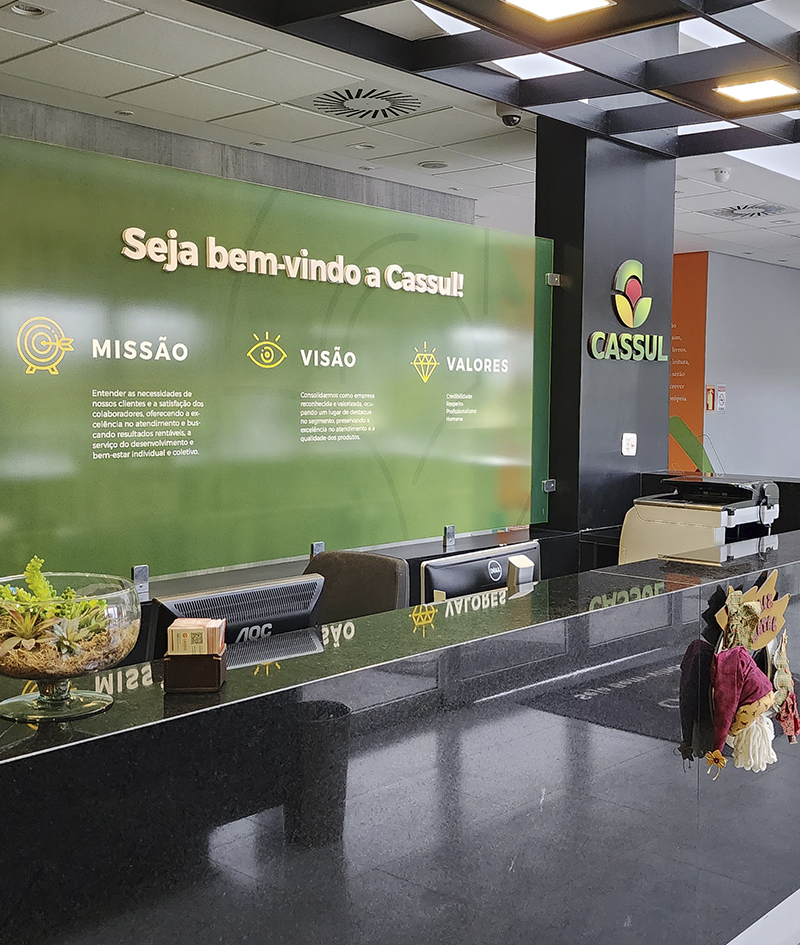 Seja bem-vindo a Cassul!
MISSÃO
Entender as necessidades de
nossos clientes e a satisfação dos
colaboradores, oferecendo a ex-
celência no atendimento e bus-
cando resultados rentáveis, a
serviço do desenvolvimento e
bem-estar individual e coletivo.
VISÃO
Consolidarmos como empresa
reconhecida e valorizada, ocu-
pando um lugar de destaque
no segmento, preservando a
excelência no atendimento e a
qualidade dos produtos.
VALORES
Credibilidade
Respeito
Profissionalismo
Humano
CASSUL
AOC
DELL